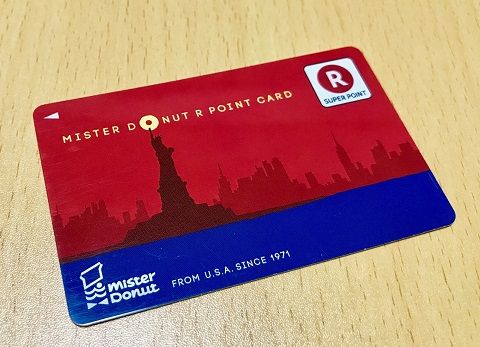 MISTER DONUT R POINT CARD
R
SUPER POINT
mister
Donut
FROM U.S.A. SINCE 1971